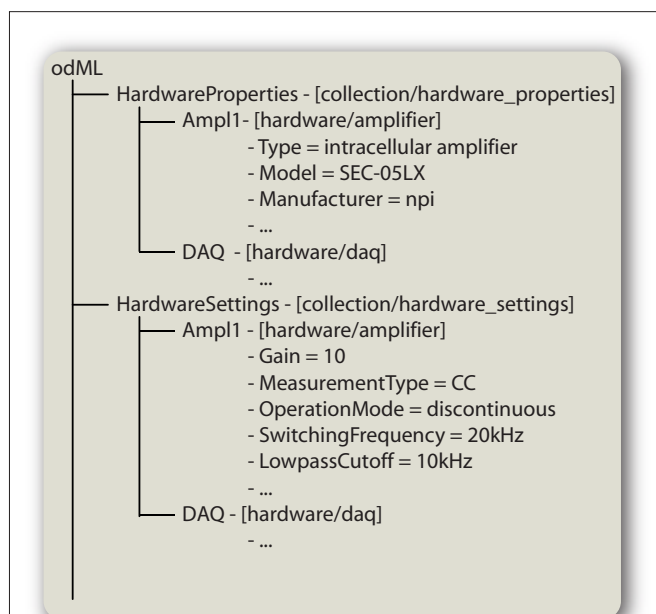 odML
HardwareProperties - [collection/hardware_properties]
Ampl1- [hardware/amplifier]
- Type = intracellular amplifier
- Model = SEC-05LX
- Manufacturer = npi
- ...
DAQ - [hardware/daq]
- ...
HardwareSettings - [collection/hardware_settings]
Ampl1 - [hardware/amplifier]
- Gain = 10
- MeasurementType = CC
- OperationMode = discontinuous
- SwitchingFrequency = 20kHz
- LowpassCutoff = 10kHz
- ...
DAQ - [hardware/daq]
- ...